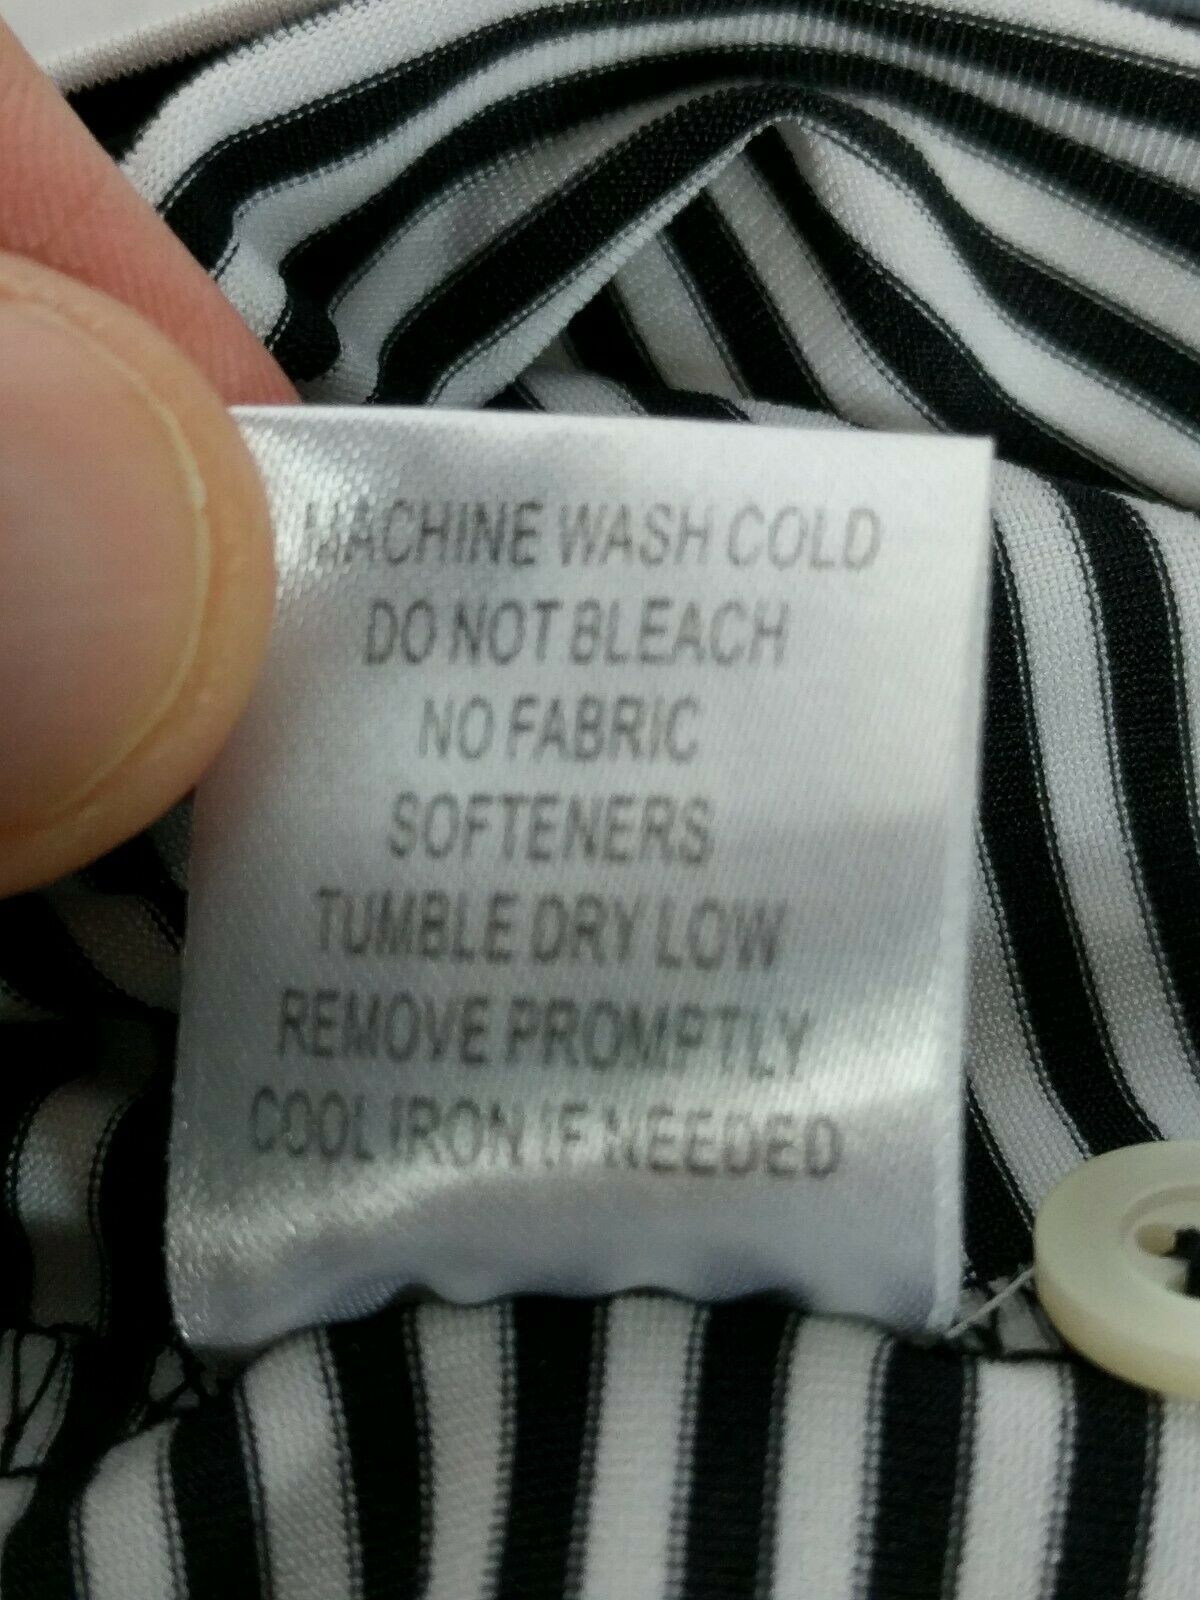 MACHINE WASH COLD
DO NOT BLEACH
NO FABRIC
SOFTENERS
TUMBLE DRY LOW
REMOVE PROMPTLY
COOL IRON IF NEEDED